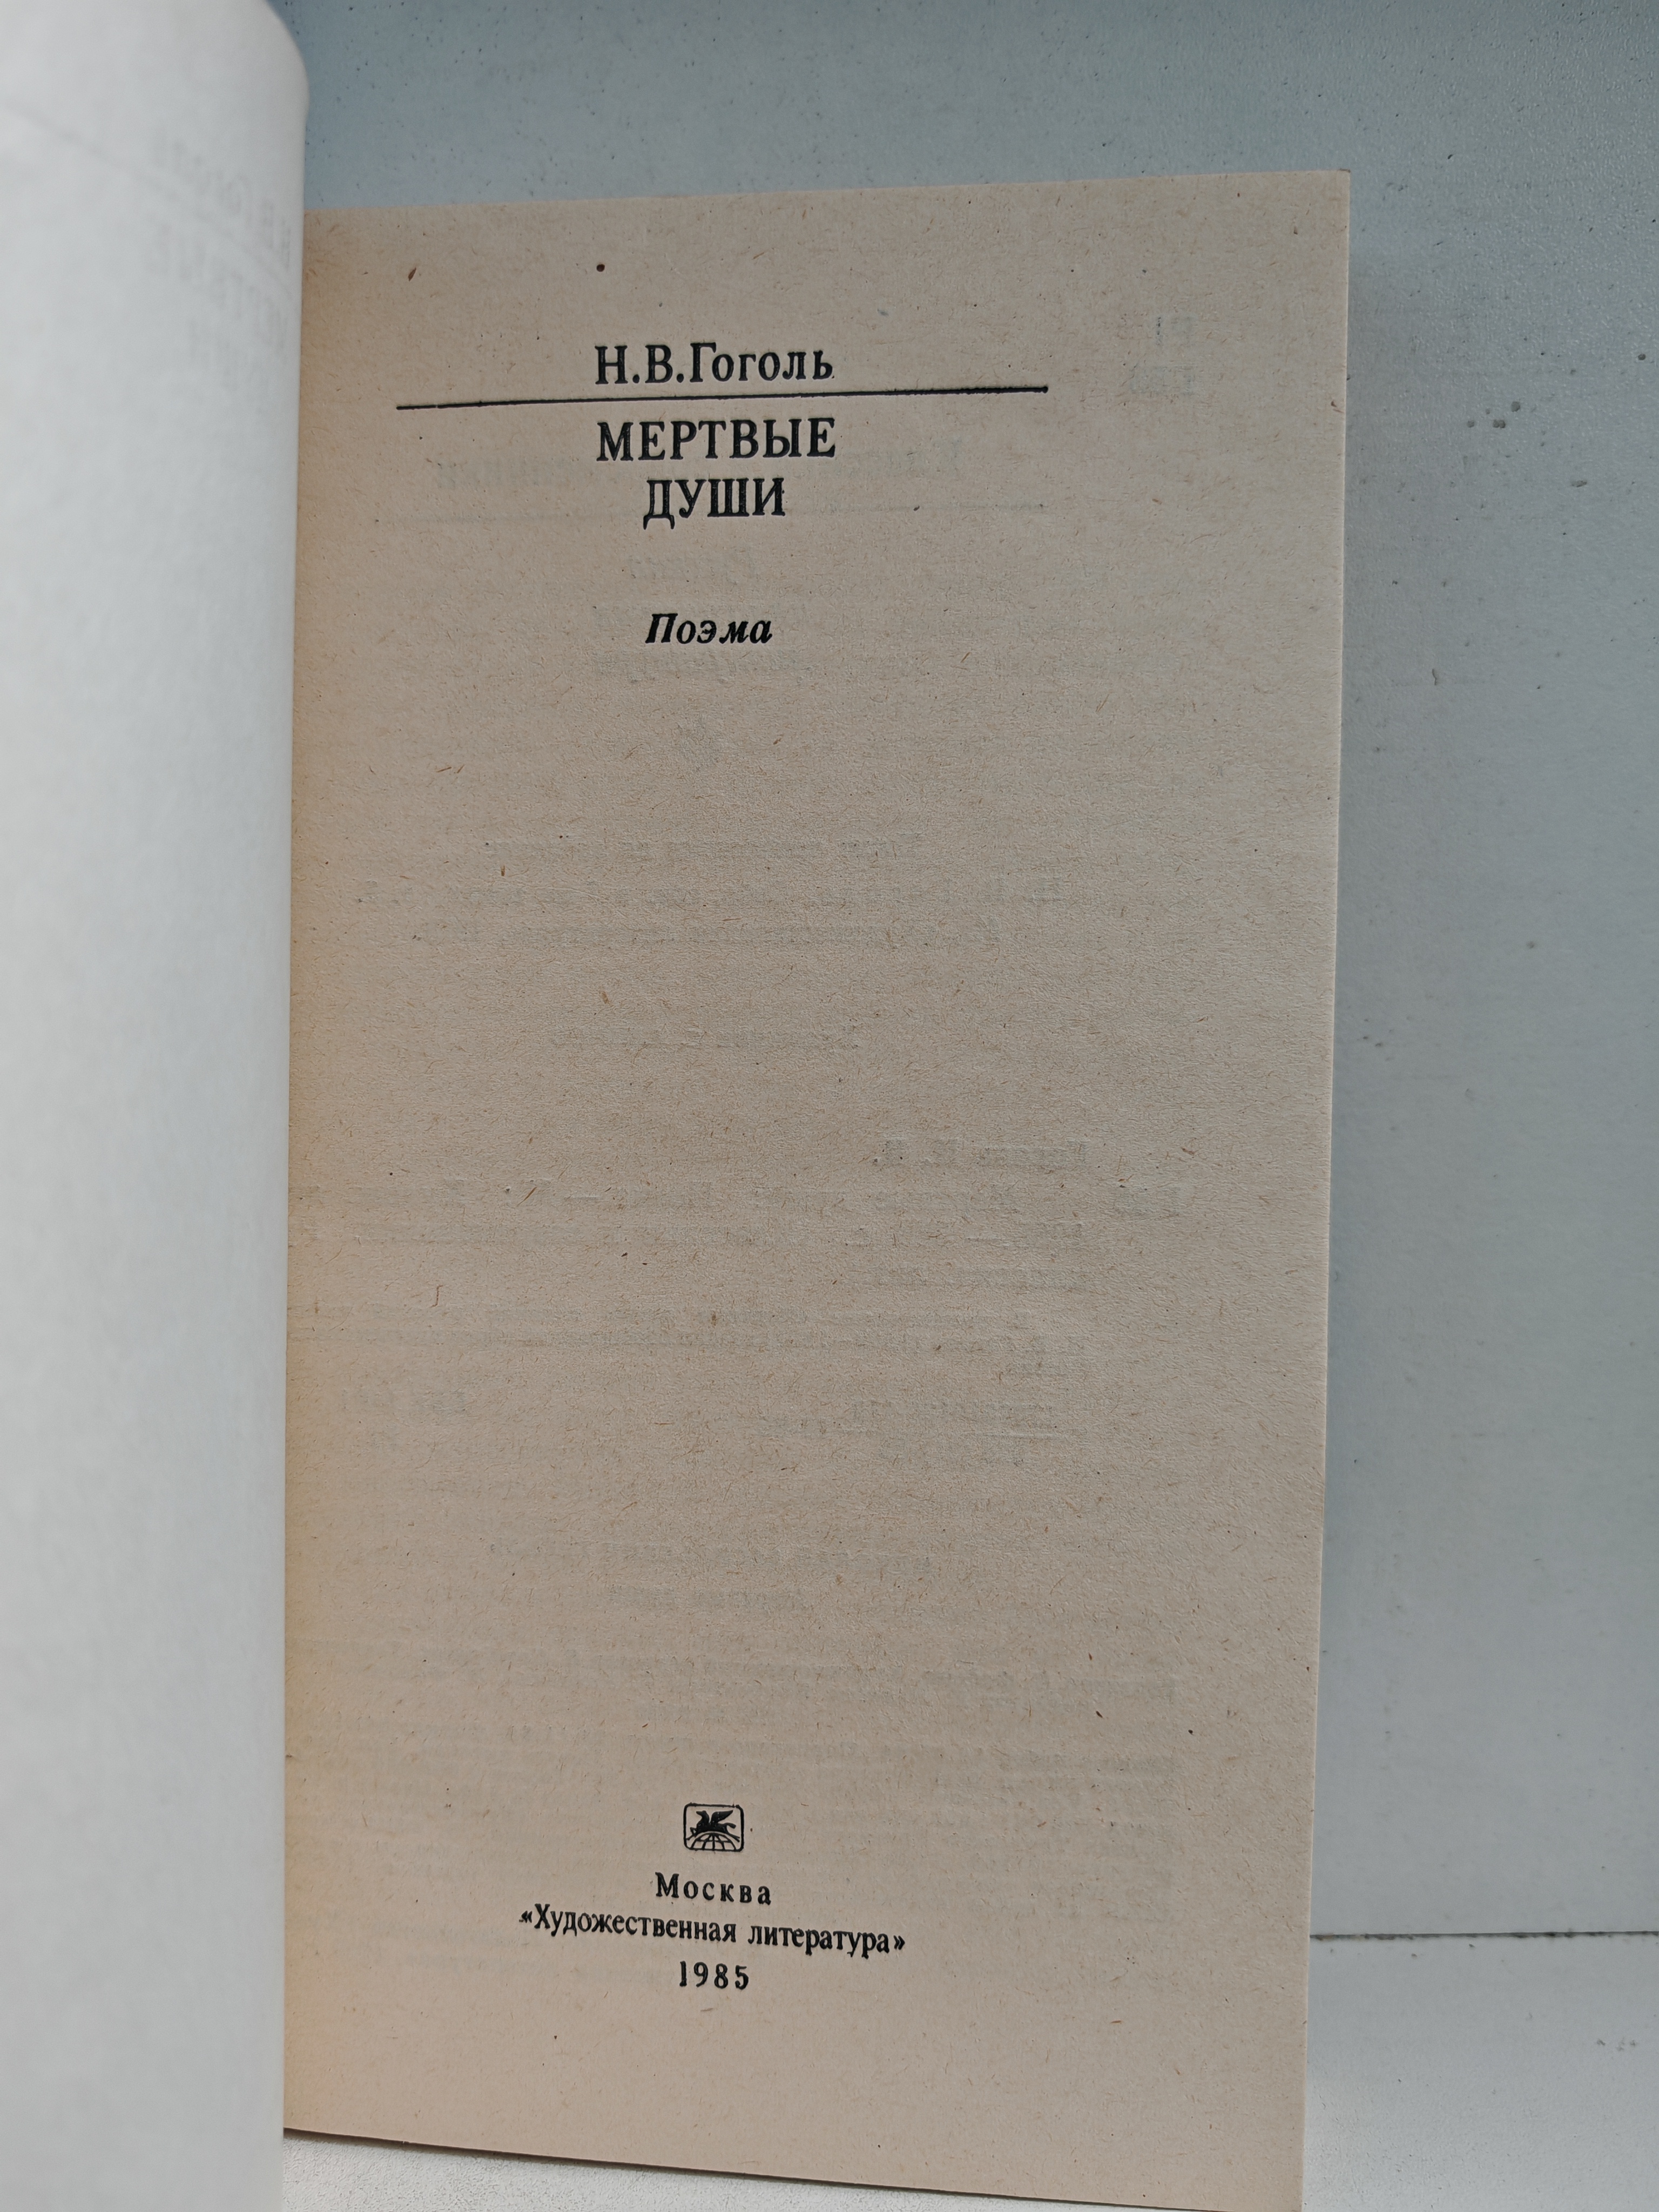 Н.В.Гоголь
МЕРТВЫЕ
ДУШИ
Поэма
Москва
«Художественная литература»
1985